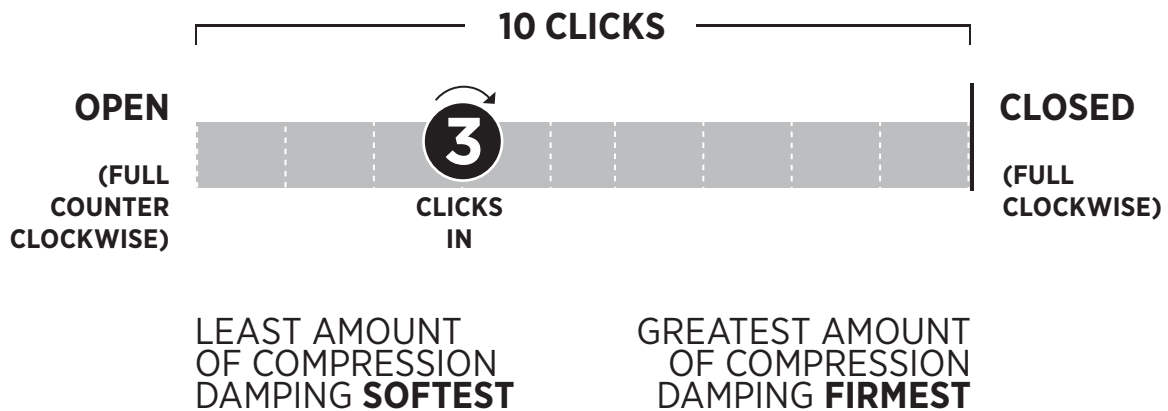 10 CLICKS
OPEN
(FULL
COUNTER
CLOCKWISE)
3
CLICKS
IN
CLOSED
(FULL
CLOCKWISE)
LEAST AMOUNT
OF COMPRESSION
DAMPING SOFTEST
GREATEST AMOUNT
OF COMPRESSION
DAMPING FIRMEST